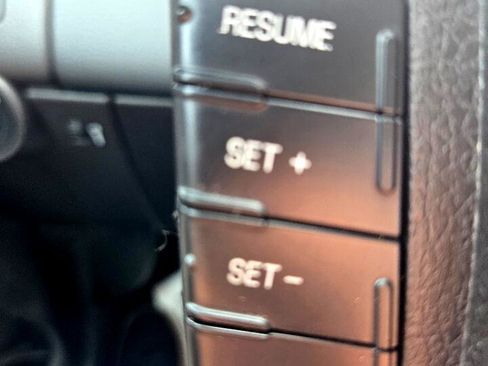 RESUME
SET +
SET -